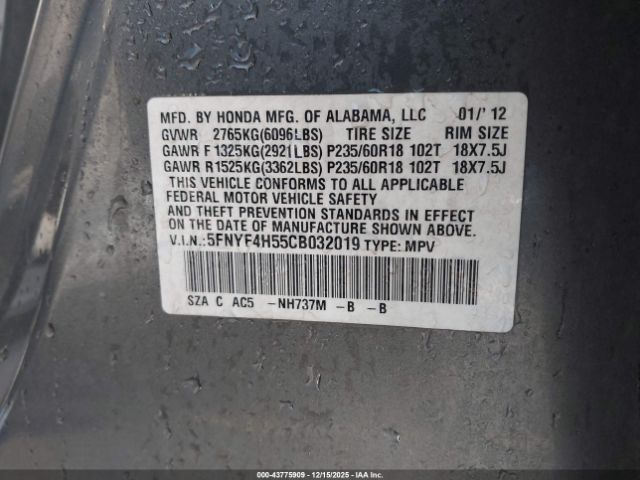 MFD. BY HONDA MFG. OF ALABAMA, LLC 01/'12
GVWR 2765KG(6096LBS) TIRE SIZE RIM SIZE
GAWR F1325KG(2921LBS) P235/60R18 102T 18X7.5J
GAWR R1525KG(3362LBS) P235/60R18 102T 18X7.5J
THIS VEHICLE CONFORMS TO ALL APPLICABLE
FEDERAL MOTOR VEHICLE SAFETY
AND THEFT PREVENTION STANDARDS IN EFFECT
ON THE DATE OF MANUFACTURE SHOWN ABOVE.
V.I.N.:5FNYF4H55CB032019 TYPE: MPV
SZA C AC5 -NH737M -B -B
© 000-43775909 - 12/15/2025 - IAA Inc.